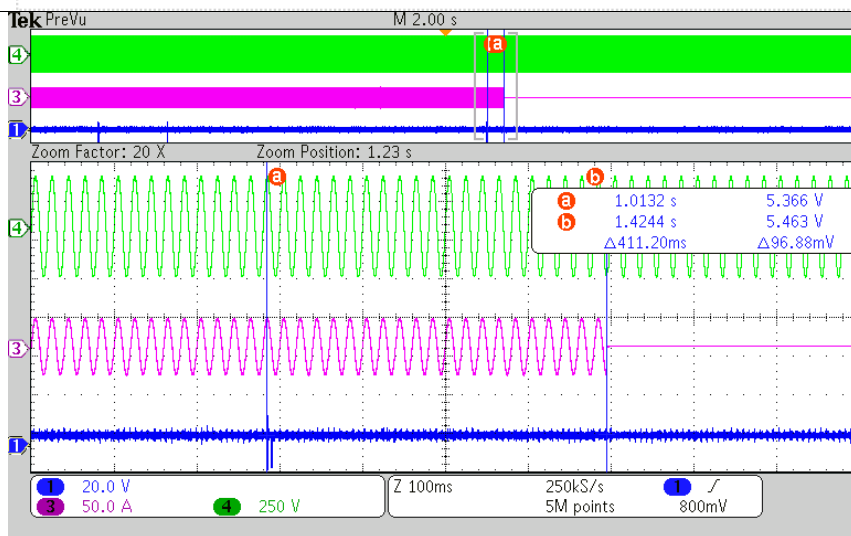 Tek PreVu M 2.00 s
4
a
3
1
Zoom Factor: 20 X Zoom Position: 1.23 s
a b
a 1.0132 s 5.366 V
b 1.4244 s 5.463 V
Δ411.20ms Δ96.88mV
4
3
1
1 20.0 V Z 100ms 250kS/s 1 ∫
3 50.0 A 4 250 V 5M points 800mV